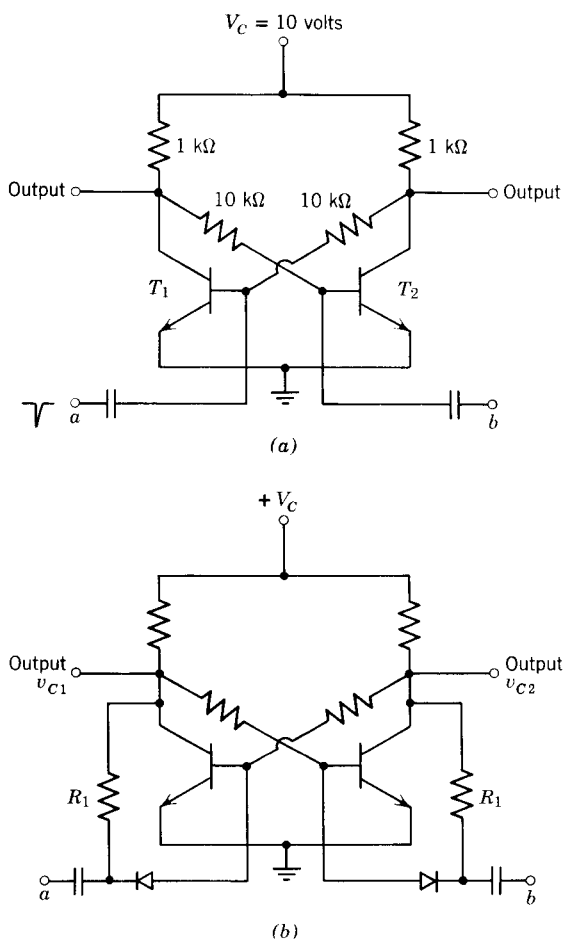 V_C = 10 volts
1 kΩ
1 kΩ
Output
10 kΩ
10 kΩ
Output
T_1
T_2
a
b
(a)
+ V_C
Output
v_C1
Output
v_C2
R_1
R_1
a
b
(b)